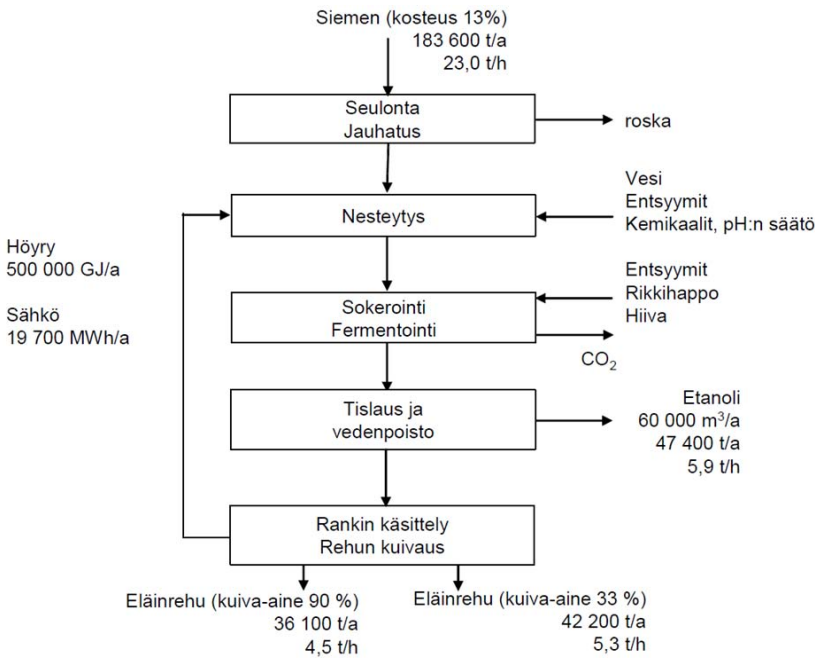 Siemen (kosteus 13%)
183 600 t/a
23,0 t/h
Seulonta
Jauhatus
roska
Nesteytys
Vesi
Entsyymit
Kemikaalit, pH:n säätö
Höyry
500 000 GJ/a
Sähkö
19 700 MWh/a
Sokerointi
Fermentointi
Entsyymit
Rikkihappo
Hiiva
CO₂
Tislaus ja
vedenpoisto
Etanoli
60 000 m³/a
47 400 t/a
5,9 t/h
Rankin käsittely
Rehun kuivaus
Eläinrehu (kuiva-aine 90 %)
36 100 t/a
4,5 t/h
Eläinrehu (kuiva-aine 33 %)
42 200 t/a
5,3 t/h